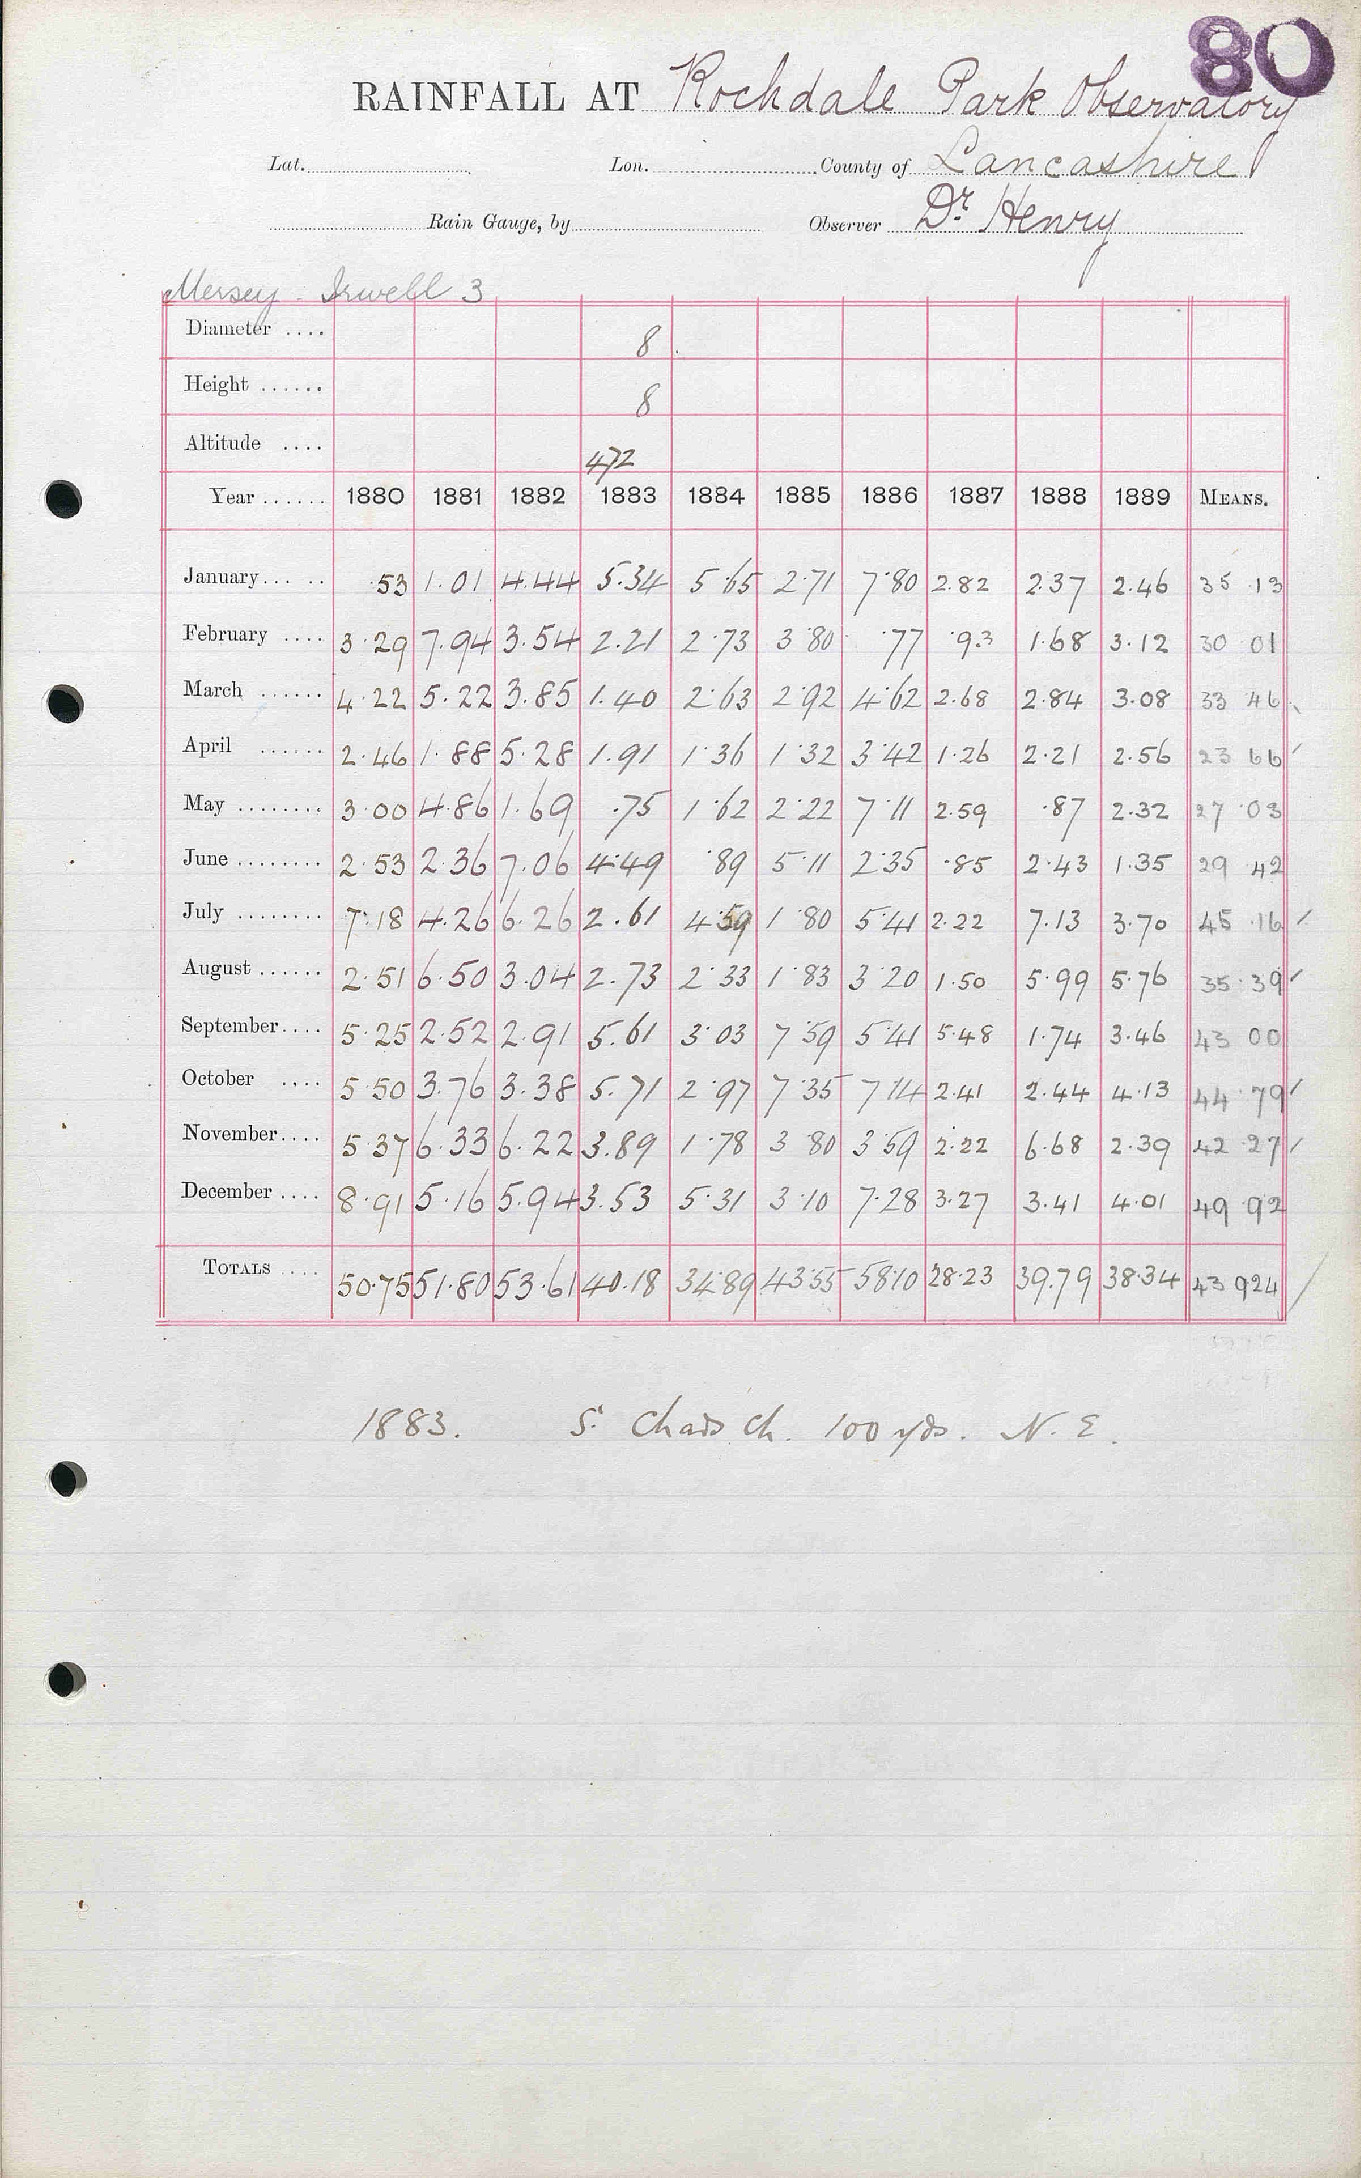 80
RAINFALL AT Rochdale Park Observatory
Lat. Lon. County of Lancashire
Rain Gauge, by Observer Dr. Henry
Mersey - Irwell 3
Diameter .... 8
Height ...... 8
Altitude .... 472
Year ...... 1880 1881 1882 1883 1884 1885 1886 1887 1888 1889 MEANS.
January ... .. ·53 1.01 4.44 5.34 5.65 2.71 7.80 2.82 2.37 2.46 35 13
February .... 3.29 7.94 3.54 2.21 2.73 3.80 .77 .93 1.68 3.12 30 01
March ...... 4.22 5.22 3.85 1.40 2.63 2.92 4.62 2.68 2.84 3.08 33 46
April ...... 2.46 1.88 5.28 1.91 1.36 1.32 3.42 1.26 2.21 2.56 23 66
May ........ 3.00 4.86 1.69 .75 1.62 2.22 7.11 2.59 .87 2.32 27 03
June ........ 2.53 2.36 7.06 4.49 .89 5.11 2.35 .85 2.43 1.35 29 42
July ........ 7.18 4.26 6.26 2.61 4.59 1.80 5.41 2.22 7.13 3.70 45 16
August ...... 2.51 6.50 3.04 2.73 2.33 1.83 3.20 1.50 5.99 5.76 35.39
September .... 5.25 2.52 2.91 5.61 3.03 7.59 5.41 5.48 1.74 3.46 43 00
October .... 5.50 3.76 3.38 5.71 2.97 7.35 7.14 2.41 2.44 4.13 44.79
November .... 5.37 6.33 6.22 3.89 1.78 3.80 3.59 2.22 6.68 2.39 42.27
December .... 8.91 5.16 5.94 3.53 5.31 3.10 7.28 3.27 3.41 4.01 49 92
TOTALS .... 50.75 51.80 53.61 40.18 34.89 43.55 58.10 28.23 39.79 38.34 43 924
1883. St. Chads Ch. 100 yds. N.E.